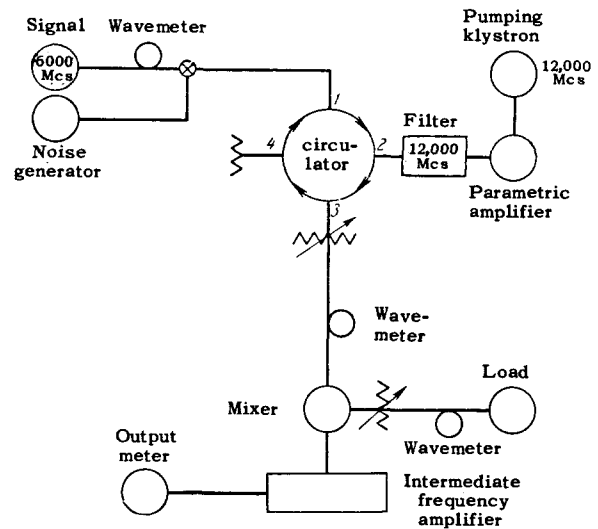 Signal
Wavemeter
6000
Mcs
Noise
generator
Pumping
klystron
12,000
Mcs
Filter
12,000
Mcs
Parametric
amplifier
1
2
3
4
circu-
lator
Wave-
meter
Mixer
Load
Wavemeter
Output
meter
Intermediate
frequency
amplifier